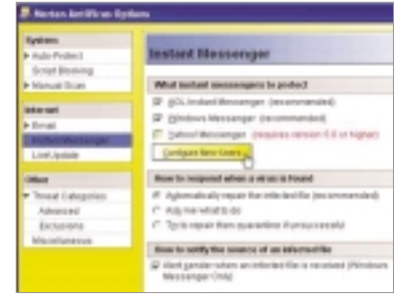 Norton AntiVirus Options
System
Auto-Protect
Script Blocking
Manual Scan
Internet
Email
Instant Messenger
LiveUpdate
Other
Threat Categories
Advanced
Exclusions
Miscellaneous
Instant Messenger
What instant messengers to protect
AOL Instant Messenger (recommended)
Windows Messenger (recommended)
Yahoo! Messenger (requires version 5.0 or higher)
Configure New Users...
How to respond when a virus is found
Automatically repair the infected file (recommended)
Ask me what to do
Try to repair then quarantine if unsuccessful
How to notify the source of an infected file
Alert sender when an infected file is received (Windows
Messenger Only)